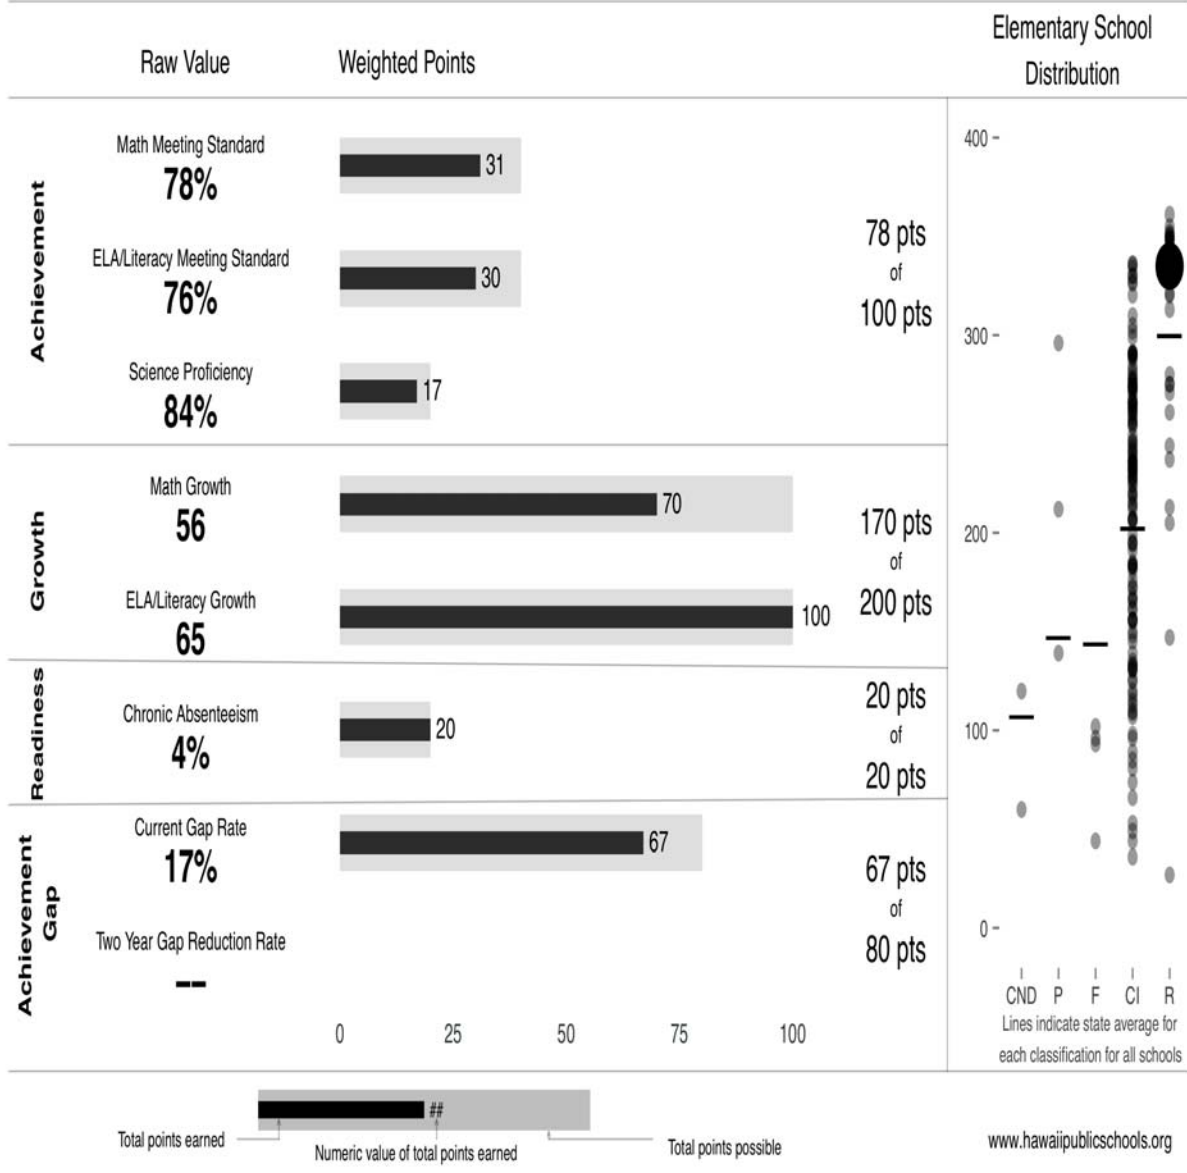 Elementary School
Distribution
Raw Value
Weighted Points
Achievement
Math Meeting Standard
78%
31
ELA/Literacy Meeting Standard
76%
30
Science Proficiency
84%
17
78 pts
of
100 pts
Growth
Math Growth
56
70
ELA/Literacy Growth
65
100
170 pts
of
200 pts
Readiness
Chronic Absenteeism
4%
20
20 pts
of
20 pts
Achievement
Gap
Current Gap Rate
17%
67
Two Year Gap Reduction Rate
--
67 pts
of
80 pts
0 25 50 75 100
400
300
200
100
0
CND P F CI R
Lines indicate state average for
each classification for all schools
##
Total points earned
Numeric value of total points earned
Total points possible
www.hawaiipublicschools.org